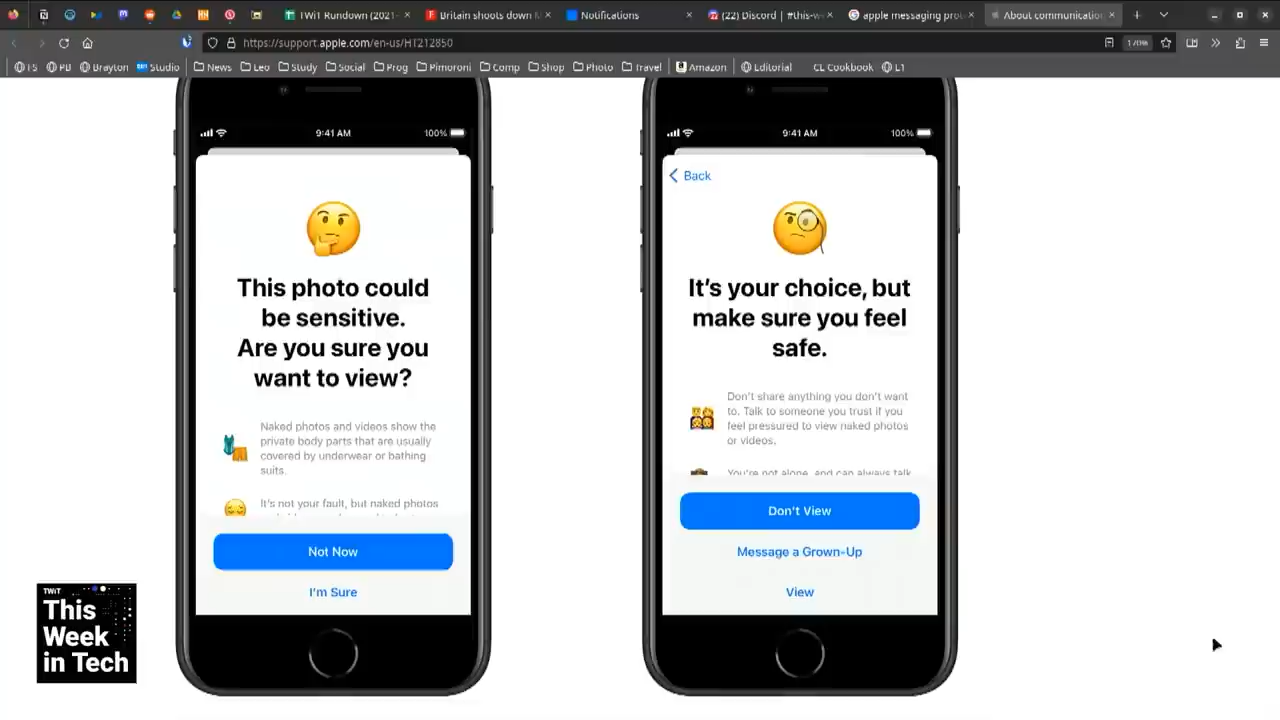 TWiT Rundown (2021-
Britain shoots down M
Notifications
(22) Discord | #this-w
apple messaging prot
About communication
https://support.apple.com/en-us/HT212850
170%
TS
PB
Brayton
Studio
News
Leo
Study
Social
Prog
Pimoroni
Comp
Shop
Photo
Travel
Amazon
Editorial
CL Cookbook
L1
9:41 AM
100%
This photo could
be sensitive.
Are you sure you
want to view?
Naked photos and videos show the
private body parts that are usually
covered by underwear or bathing
suits.
It's not your fault, but naked photos
Not Now
I'm Sure
9:41 AM
100%
Back
It's your choice, but
make sure you feel
safe.
Don't share anything you don't want
to. Talk to someone you trust if you
feel pressured to view naked photos
or videos.
You're not alone, and can always talk
Don't View
Message a Grown-Up
View
TWiT
This
Week
in Tech